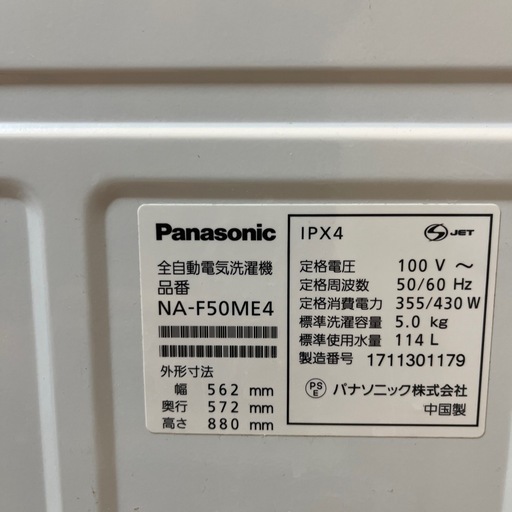 Panasonic
全自動電気洗濯機
品番
NA-F50ME4
外形寸法
幅 562 mm
奥行 572 mm
高さ 880 mm
IPX4
S JET
定格電圧 100 V ～
定格周波数 50/60 Hz
定格消費電力 355/430 W
標準洗濯容量 5.0 kg
標準使用水量 114 L
製造番号 1711301179
PS E パナソニック株式会社
中国製